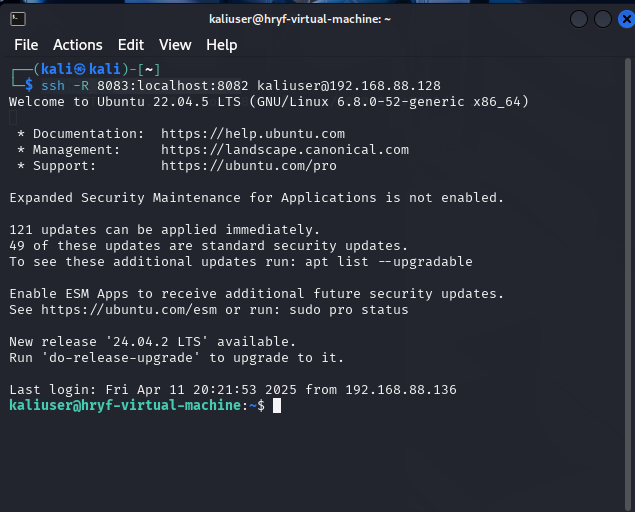 kaliuser@hryf-virtual-machine: ~
File Actions Edit View Help
┌──(kali㉿kali)-[~]
└─$ ssh -R 8083:localhost:8082 kaliuser@192.168.88.128
Welcome to Ubuntu 22.04.5 LTS (GNU/Linux 6.8.0-52-generic x86_64)
* Documentation: https://help.ubuntu.com
* Management: https://landscape.canonical.com
* Support: https://ubuntu.com/pro
Expanded Security Maintenance for Applications is not enabled.
121 updates can be applied immediately.
49 of these updates are standard security updates.
To see these additional updates run: apt list --upgradable
Enable ESM Apps to receive additional future security updates.
See https://ubuntu.com/esm or run: sudo pro status
New release '24.04.2 LTS' available.
Run 'do-release-upgrade' to upgrade to it.
Last login: Fri Apr 11 20:21:53 2025 from 192.168.88.136
kaliuser@hryf-virtual-machine:~$